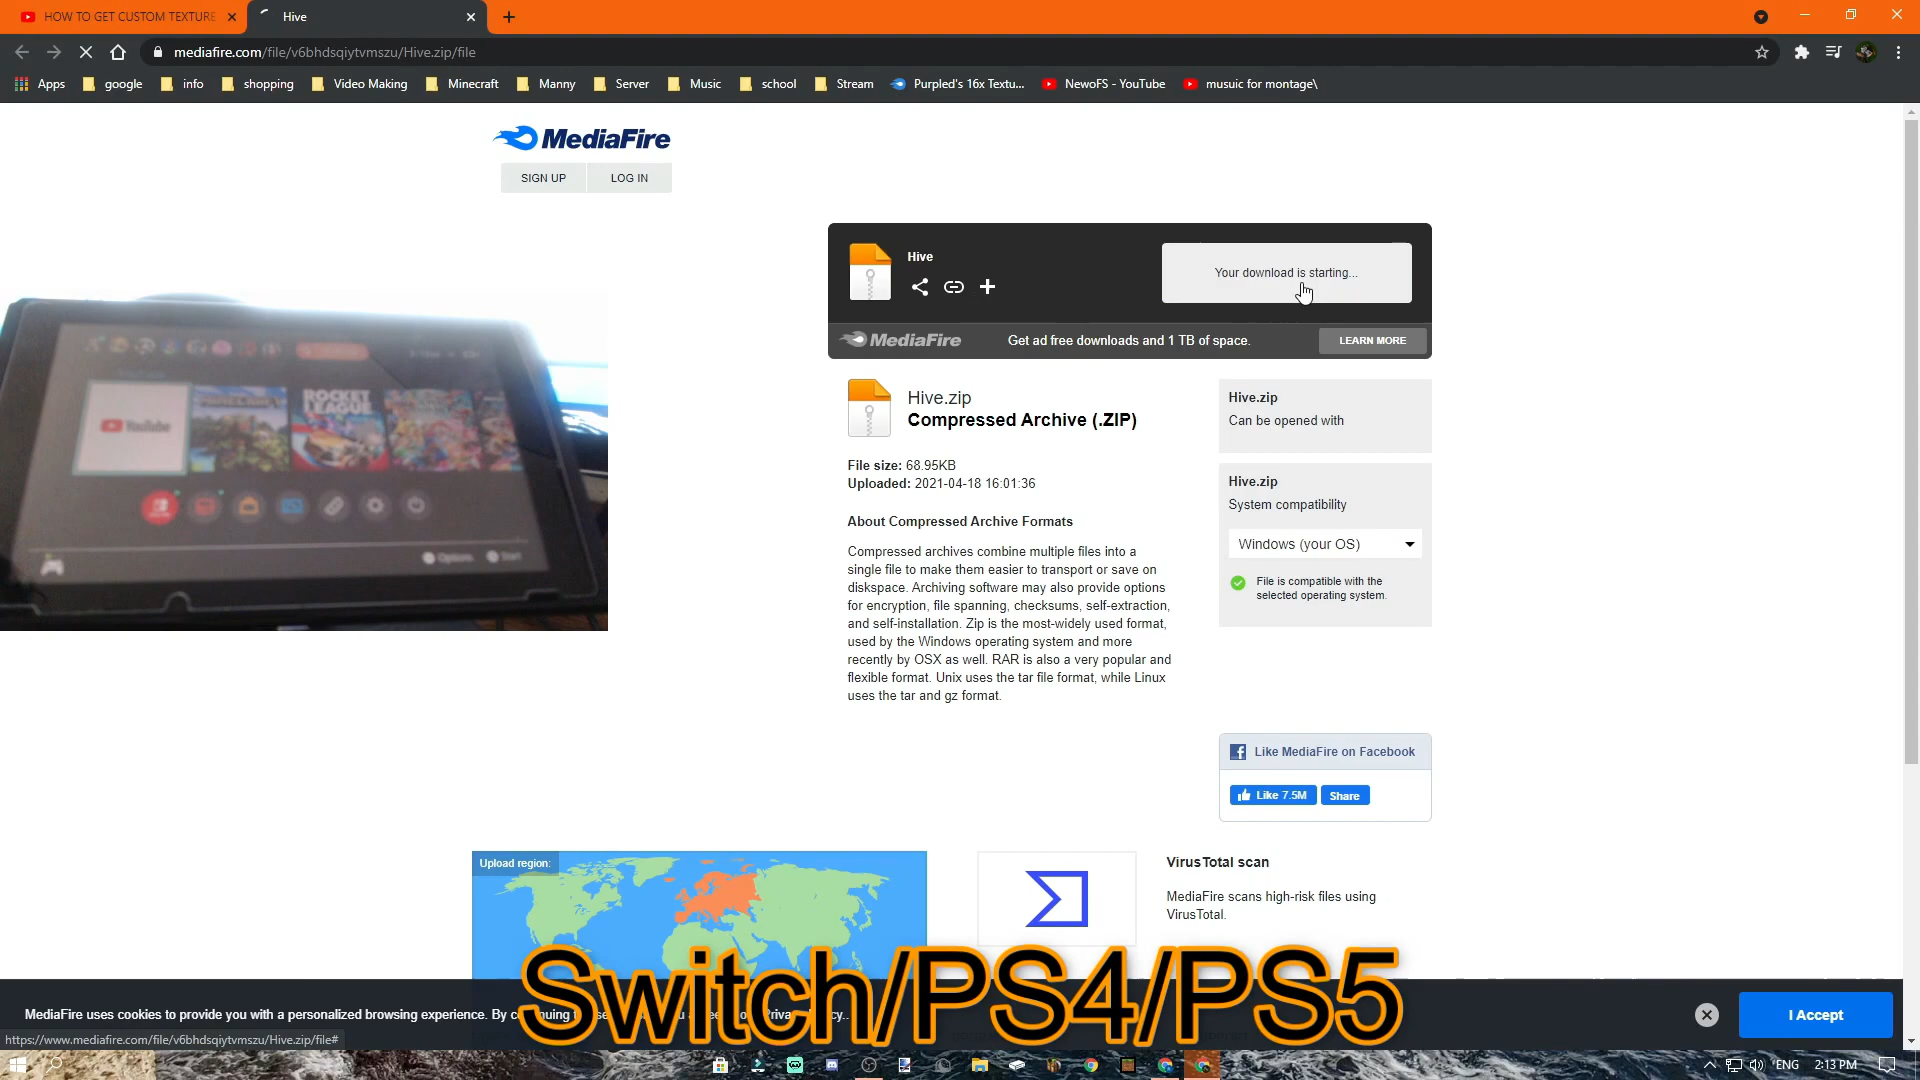 HOW TO GET CUSTOM TEXTURE
Hive
mediafire.com/file/v6bhdsqiytvmszu/Hive.zip/file
Apps google info shopping Video Making Minecraft Manny Server Music school Stream Purpled's 16x Textu... NewoFS - YouTube musuic for montage\
MediaFire
SIGN UP LOG IN
Hive
Your download is starting...
MediaFire Get ad free downloads and 1 TB of space. LEARN MORE
Hive.zip
Compressed Archive (.ZIP)
File size: 68.95KB
Uploaded: 2021-04-18 16:01:36
About Compressed Archive Formats
Compressed archives combine multiple files into a
single file to make them easier to transport or save on
diskspace. Archiving software may also provide options
for encryption, file spanning, checksums, self-extraction,
and self-installation. Zip is the most-widely used format,
used by the Windows operating system and more
recently by OSX as well. RAR is also a very popular and
flexible format. Unix uses the tar file format, while Linux
uses the tar and gz format.
Hive.zip
Can be opened with
Hive.zip
System compatibility
Windows (your OS)
File is compatible with the
selected operating system.
Like MediaFire on Facebook
Like 7.5M Share
YouTube
MINECRAFT
ROCKET
LEAGUE
Options Start
Upload region:
VirusTotal scan
MediaFire scans high-risk files using
VirusTotal.
Switch/PS4/PS5
MediaFire uses cookies to provide you with a personalized browsing experience. By
I Accept
https://www.mediafire.com/file/v6bhdsqiytvmszu/Hive.zip/file#
ENG 2:13 PM